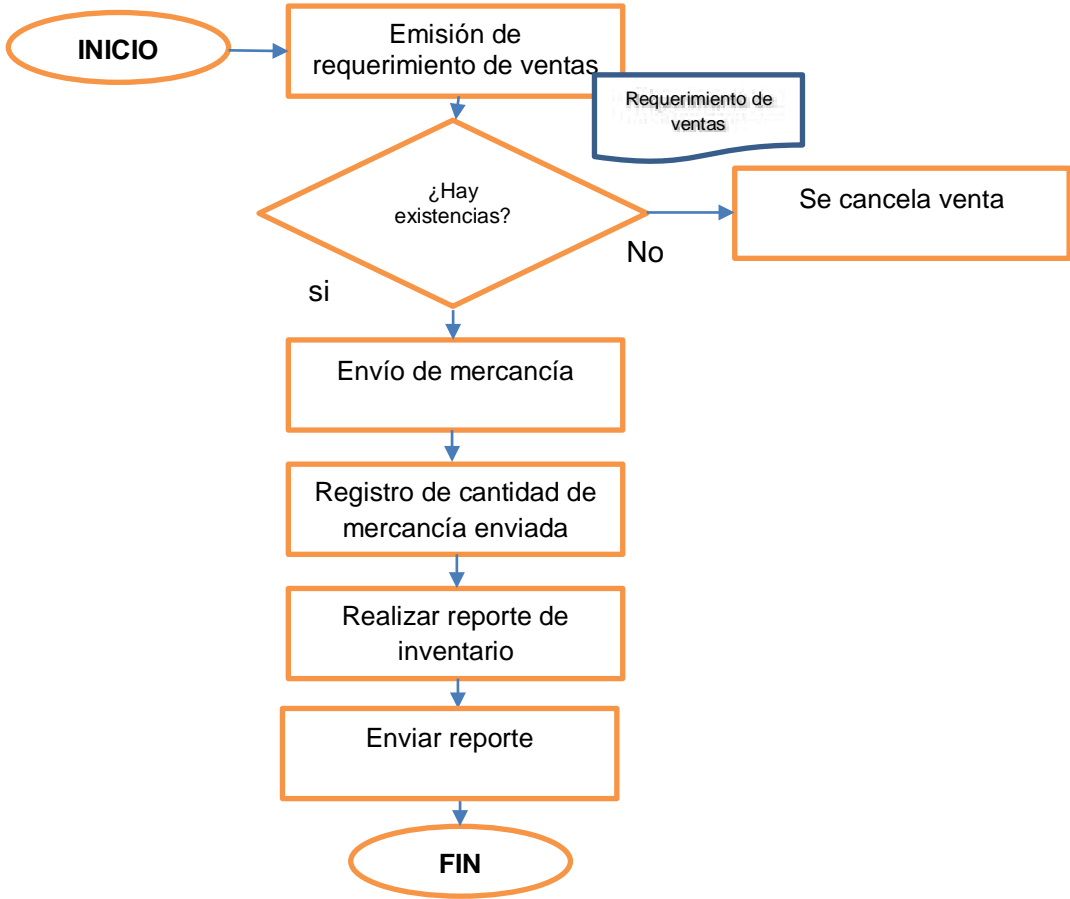 INICIO
Emisión de
requerimiento de ventas
Requerimiento de
ventas
¿Hay
existencias?
Se cancela venta
No
si
Envío de mercancía
Registro de cantidad de
mercancía enviada
Realizar reporte de
inventario
Enviar reporte
FIN